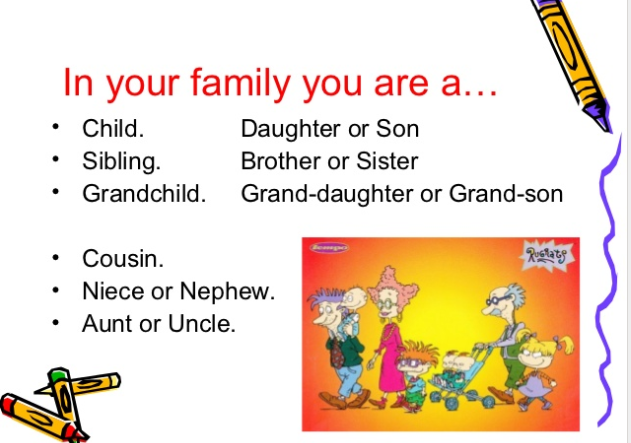 In your family you are a…
• Child. Daughter or Son
• Sibling. Brother or Sister
• Grandchild. Grand-daughter or Grand-son
• Cousin.
• Niece or Nephew.
• Aunt or Uncle.
RUGRATS